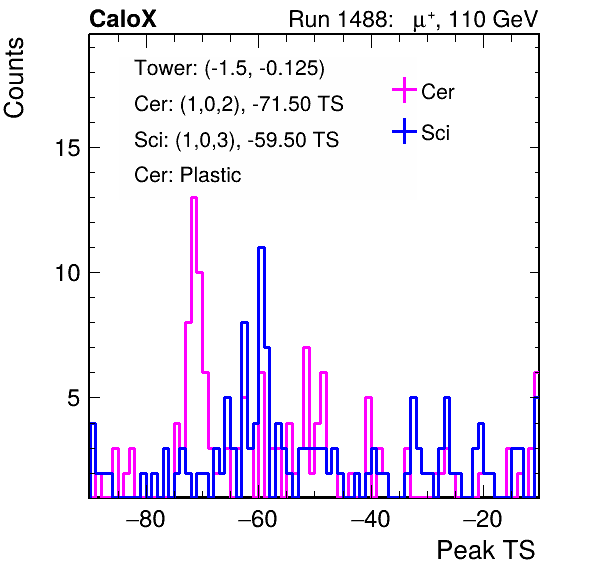 CaloX Run 1488: μ⁺, 110 GeV
Tower: (-1.5, -0.125)
Cer: (1,0,2), -71.50 TS
Sci: (1,0,3), -59.50 TS
Cer: Plastic
Cer
Sci
Counts
15
10
5
−80 −60 −40 −20
Peak TS